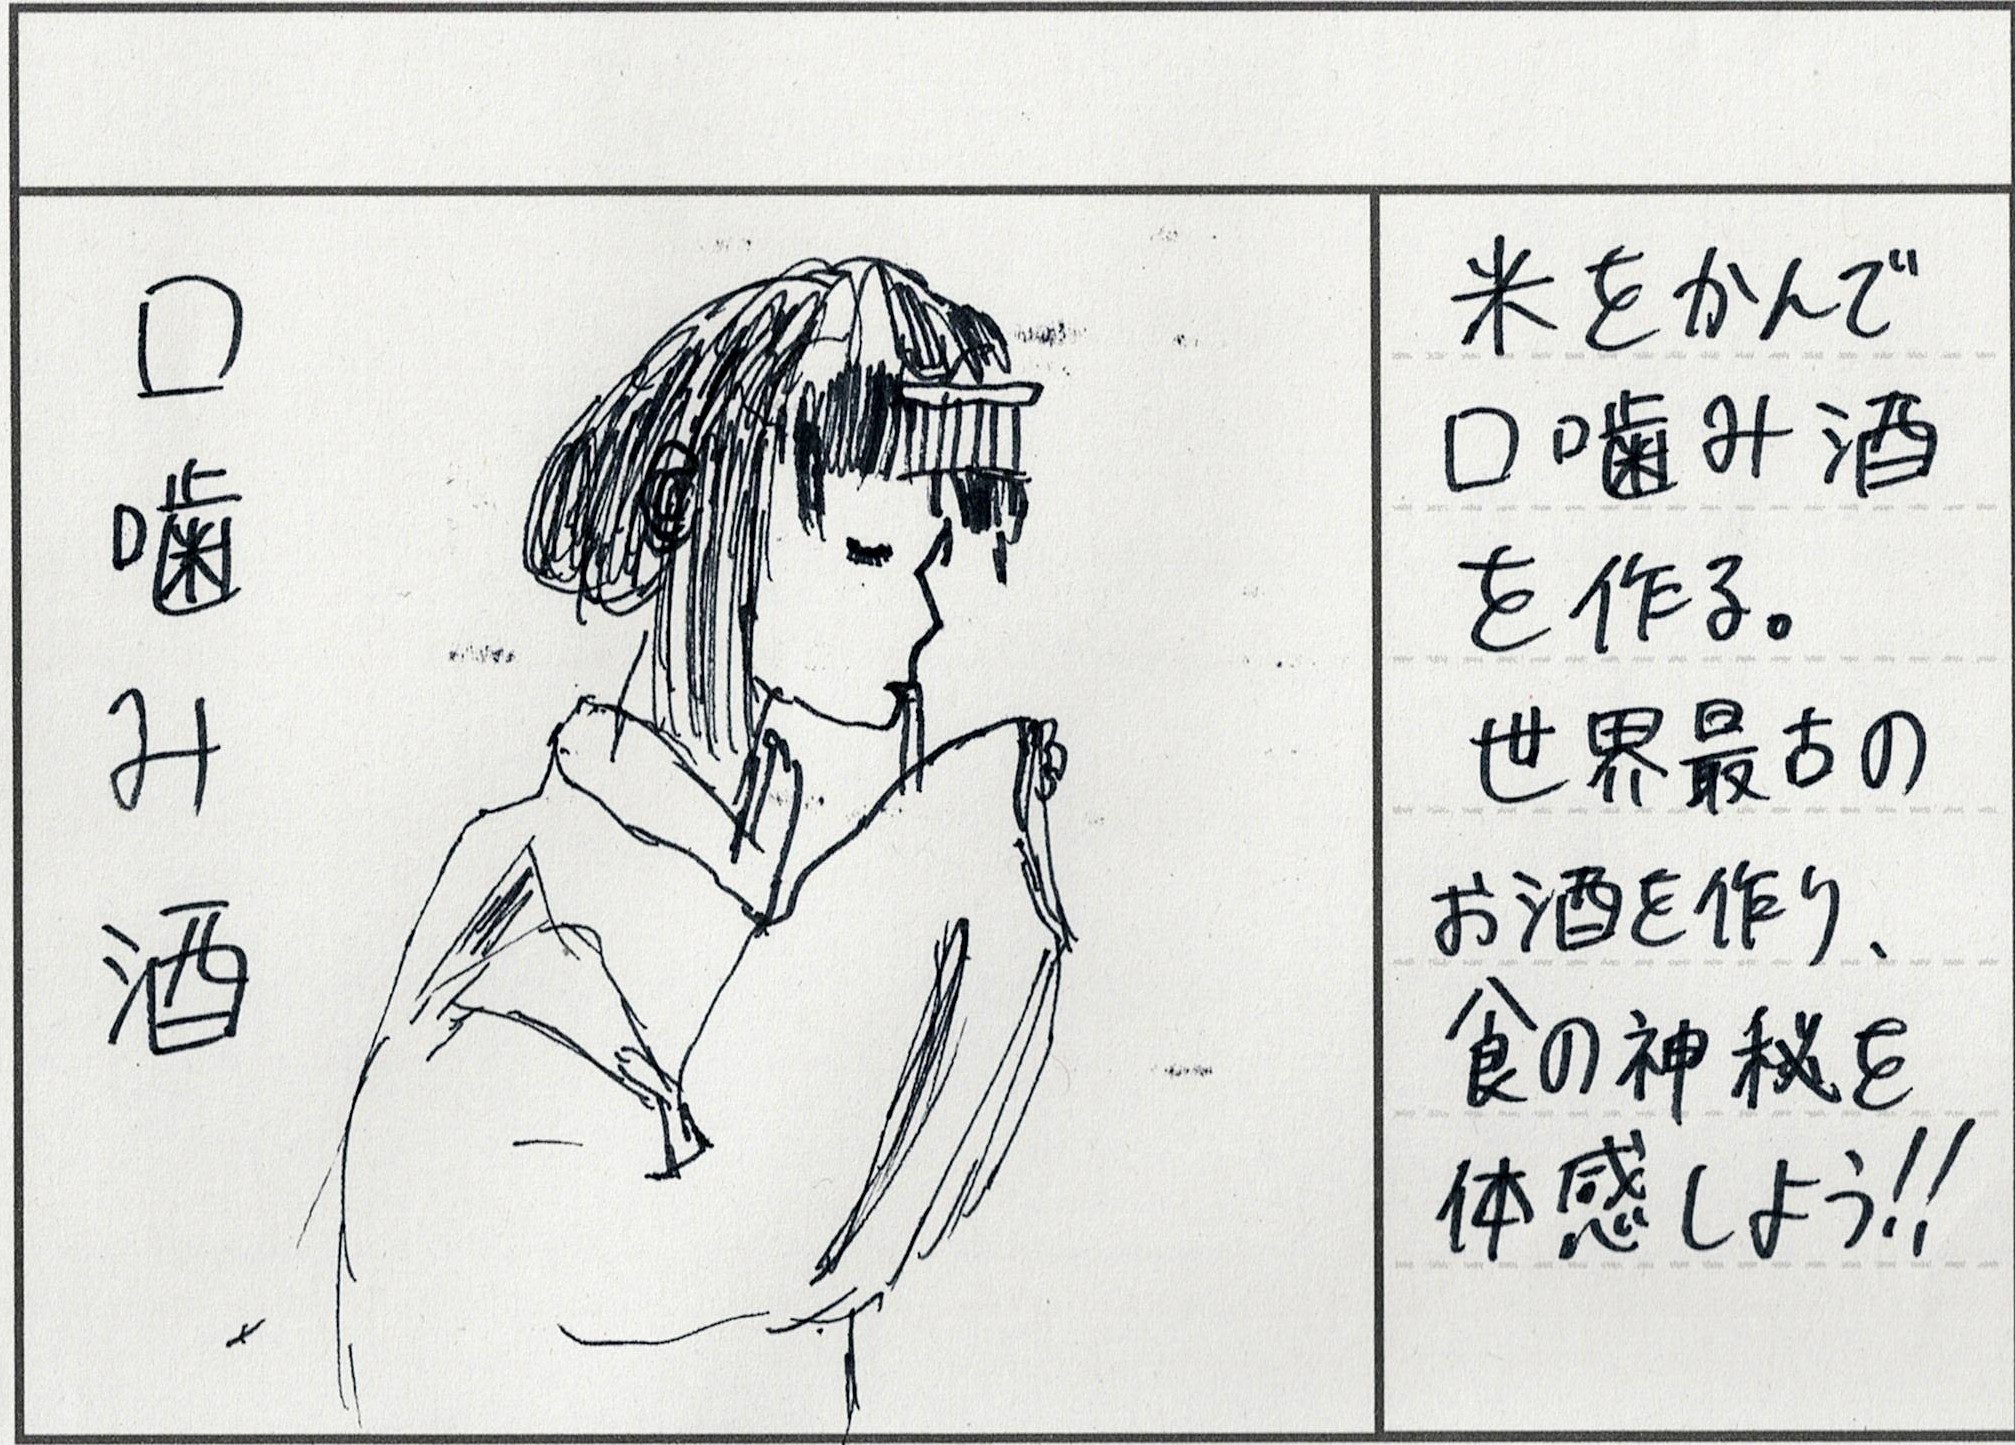 口噛み酒
米をかんで
口噛み酒
を作る。
世界最古の
お酒を作り、
食の神秘を
体感しよう!!